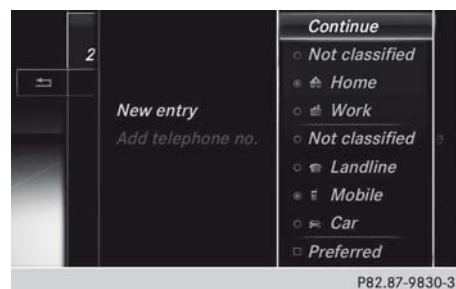 Continue
2
Not classified
Home
New entry
Work
Add telephone no.
Not classified
Landline
Mobile
Car
Preferred
P82.87-9830-3